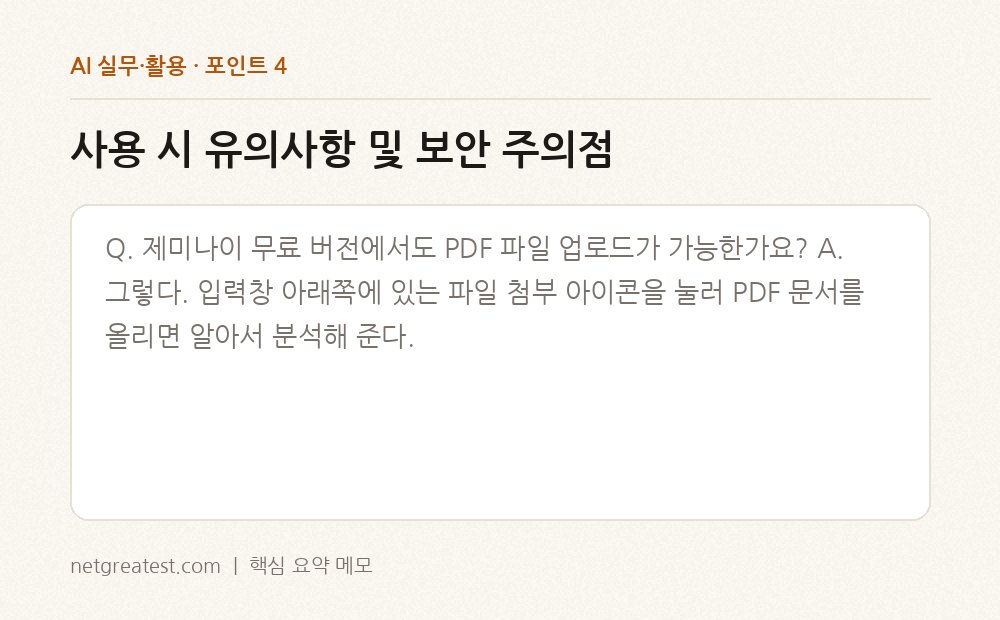 AI 실무·활용 · 포인트 4
사용 시 유의사항 및 보안 주의점
Q. 제미나이 무료 버전에서도 PDF 파일 업로드가 가능한가요? A.
그렇다. 입력창 아래쪽에 있는 파일 첨부 아이콘을 눌러 PDF 문서를
올리면 알아서 분석해 준다.
netgreatest.com | 핵심 요약 메모